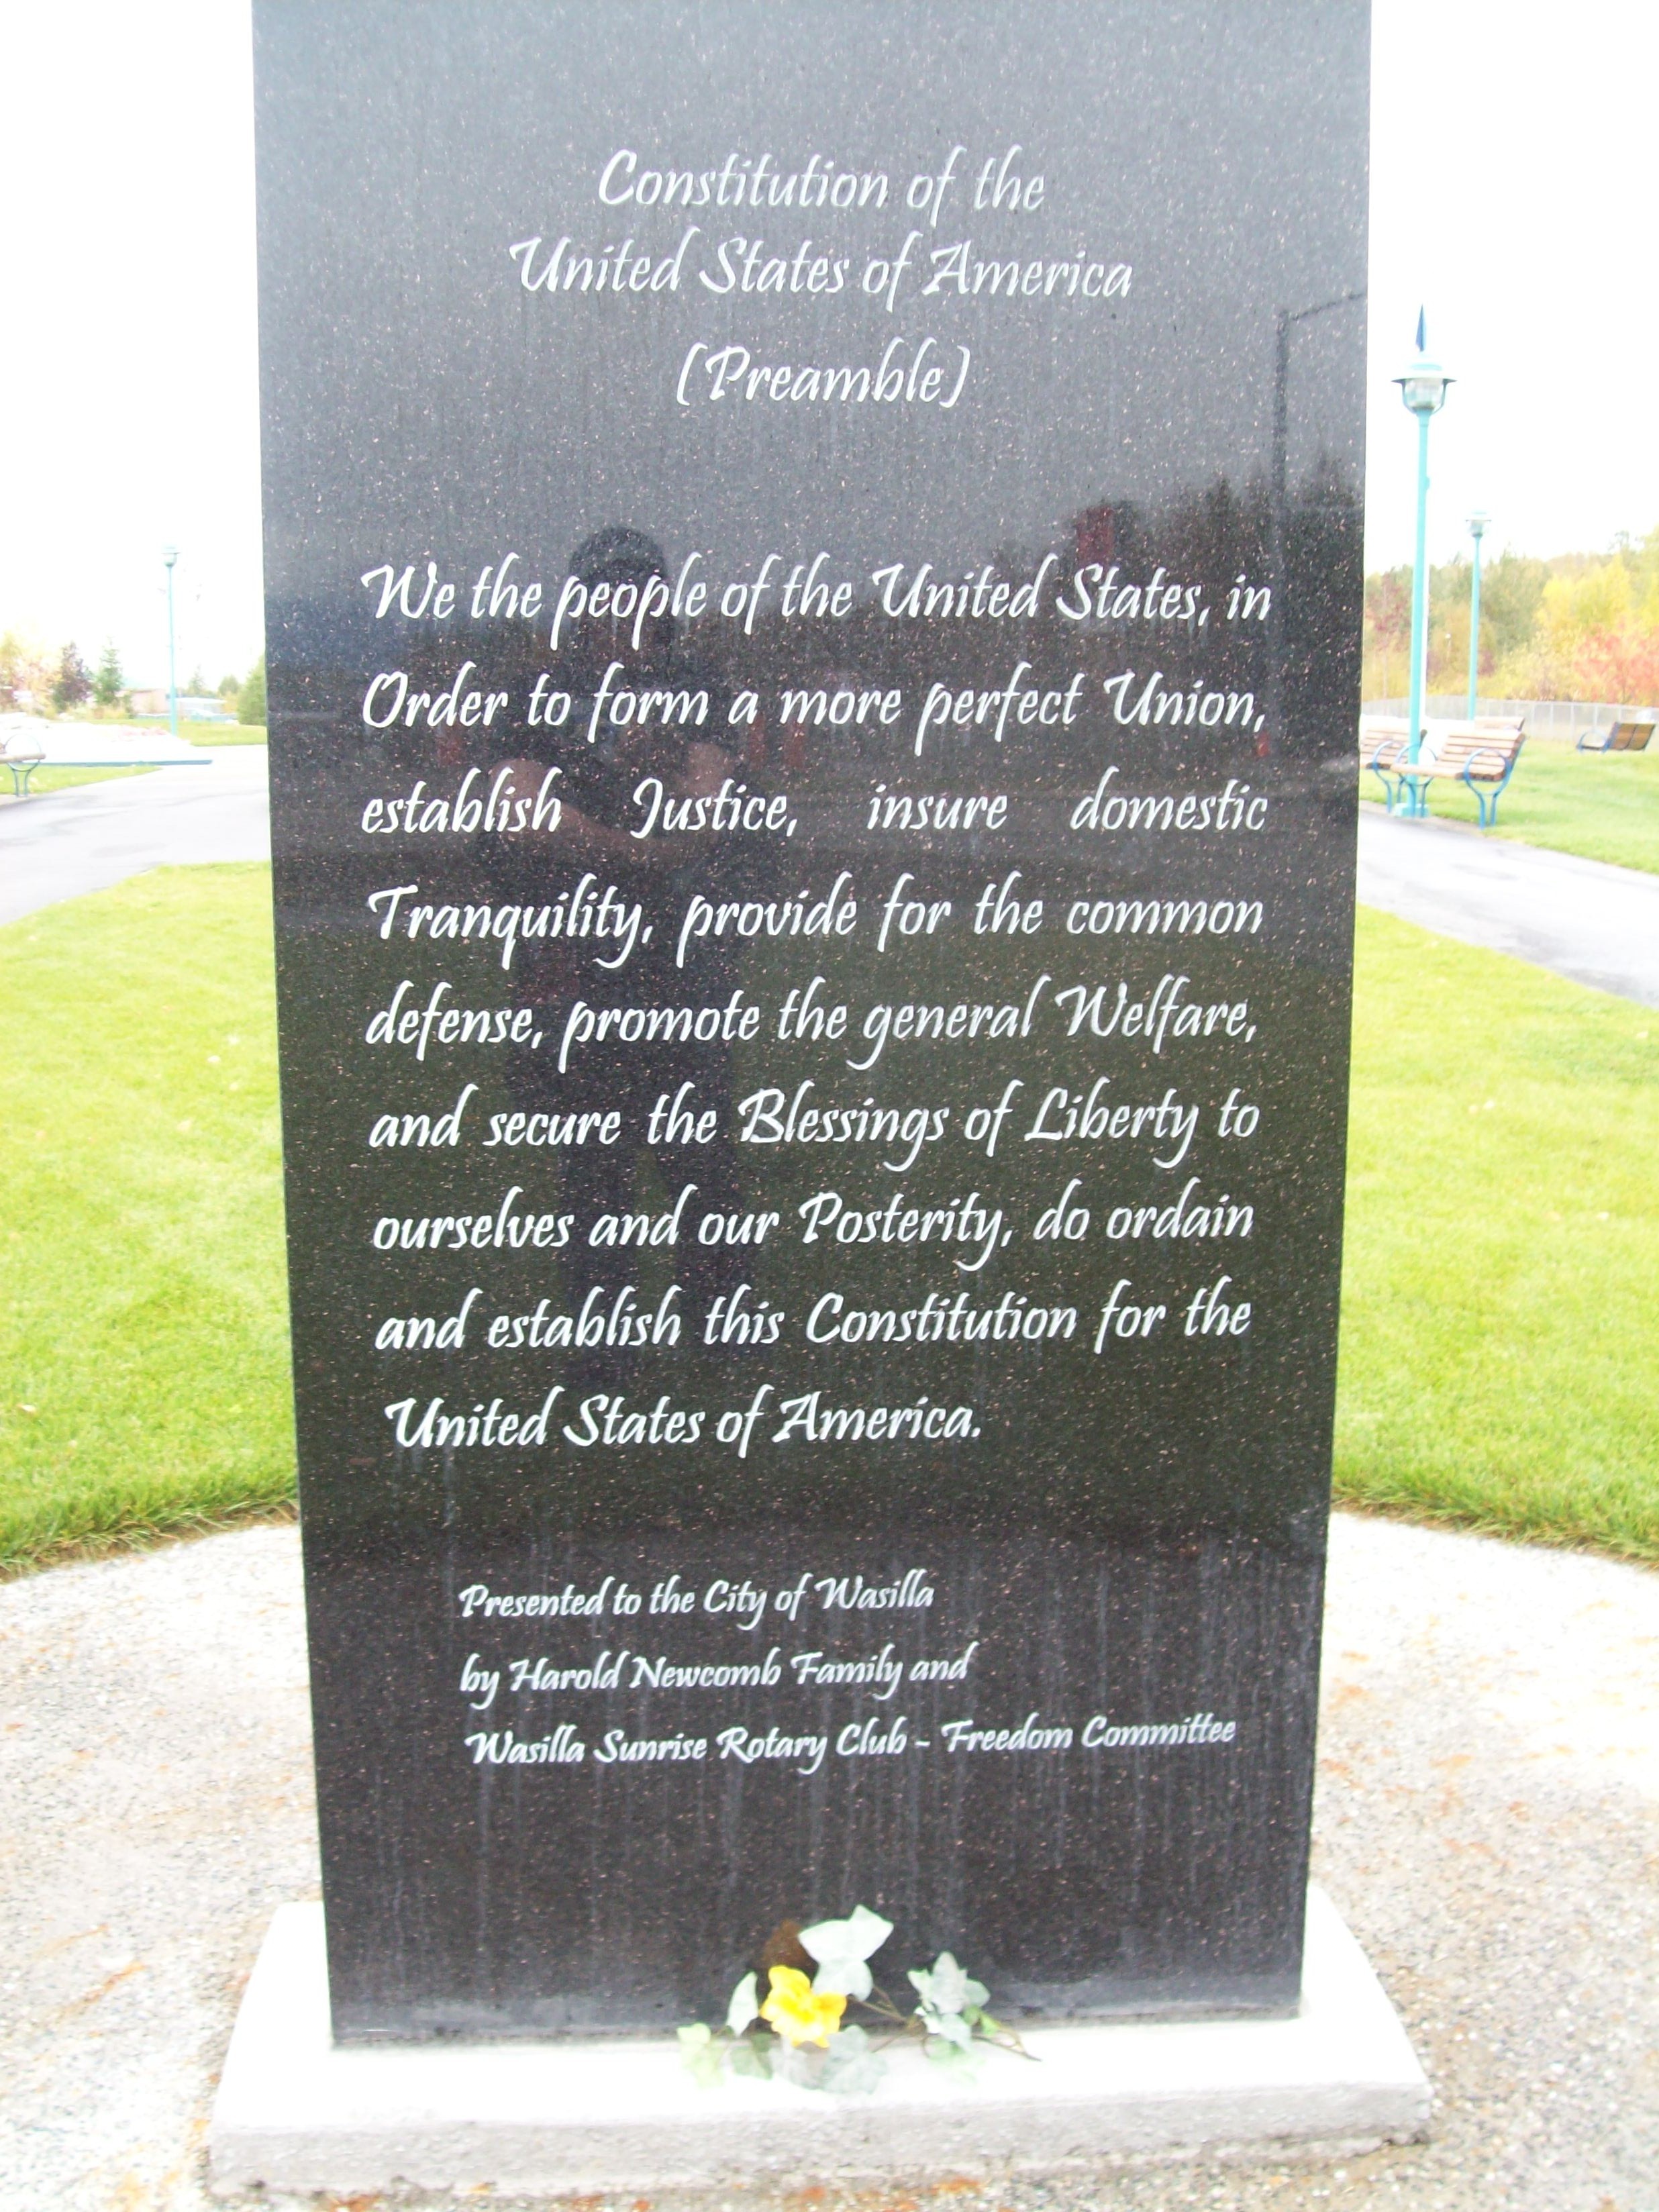 Constitution of the
United States of America
(Preamble)
We the people of the United States, in
Order to form a more perfect Union,
establish Justice, insure domestic
Tranquility, provide for the common
defense, promote the general Welfare,
and secure the Blessings of Liberty to
ourselves and our Posterity, do ordain
and establish this Constitution for the
United States of America.
Presented to the City of Wasilla
by Harold Newcomb Family and
Wasilla Sunrise Rotary Club - Freedom Committee